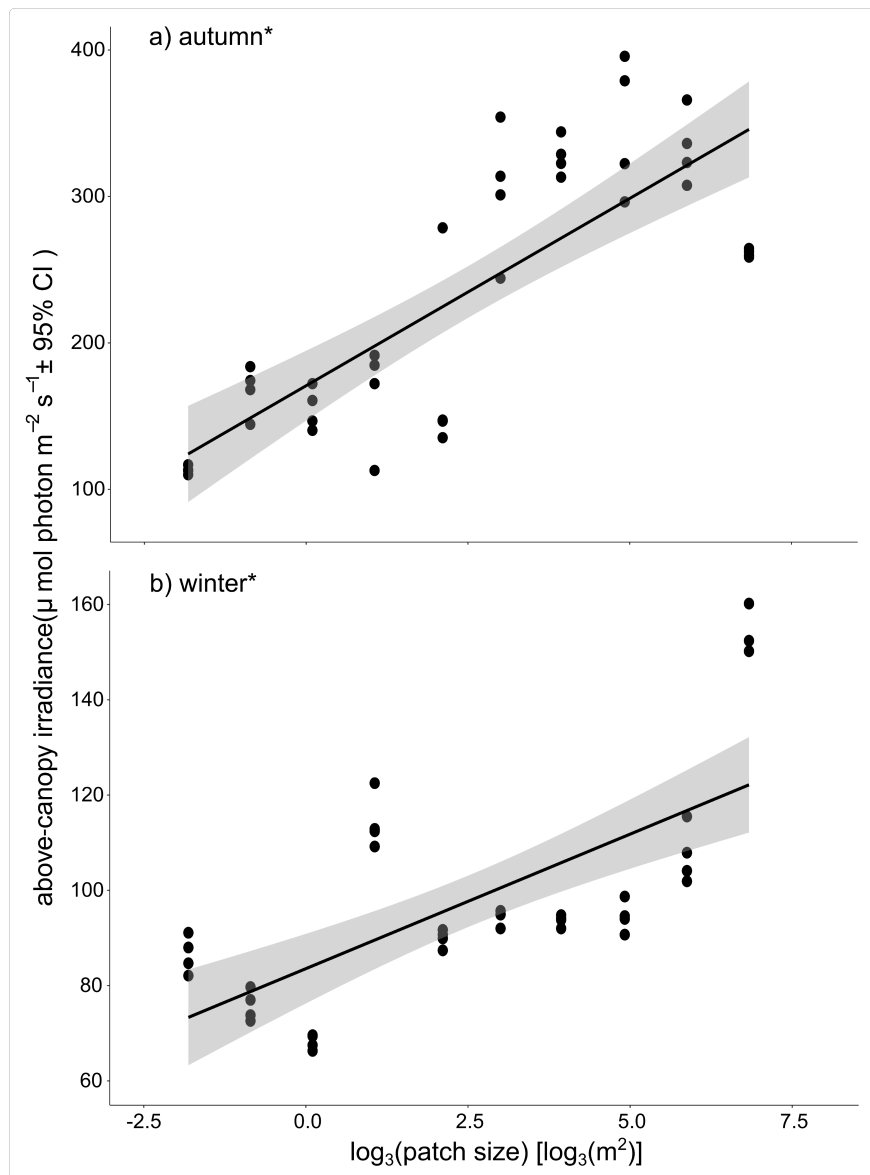 a) autumn*
400
300
200
100
above-canopy irradiance(μ mol photon m⁻² s⁻¹± 95% CI )
b) winter*
160
140
120
100
80
60
-2.5 0.0 2.5 5.0 7.5
log₃(patch size) [log₃(m²)]